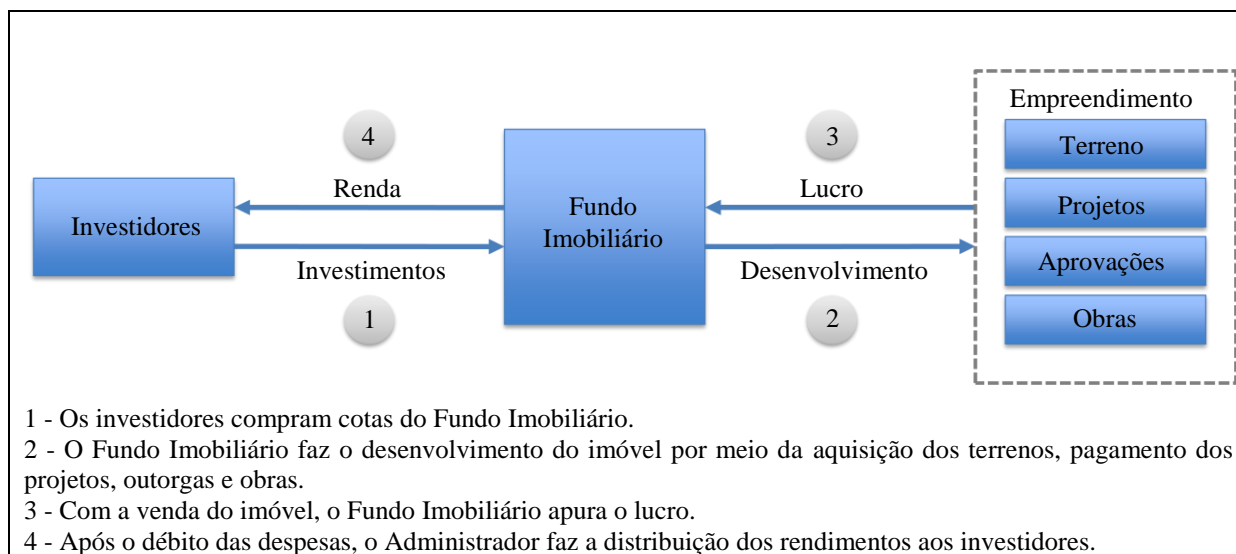 Empreendimento
4
3
Terreno
Renda
Lucro
Investidores
Fundo
Imobiliário
Projetos
Investimentos
Desenvolvimento
Aprovações
1
2
Obras
1 - Os investidores compram cotas do Fundo Imobiliário.
2 - O Fundo Imobiliário faz o desenvolvimento do imóvel por meio da aquisição dos terrenos, pagamento dos
projetos, outorgas e obras.
3 - Com a venda do imóvel, o Fundo Imobiliário apura o lucro.
4 - Após o débito das despesas, o Administrador faz a distribuição dos rendimentos aos investidores.